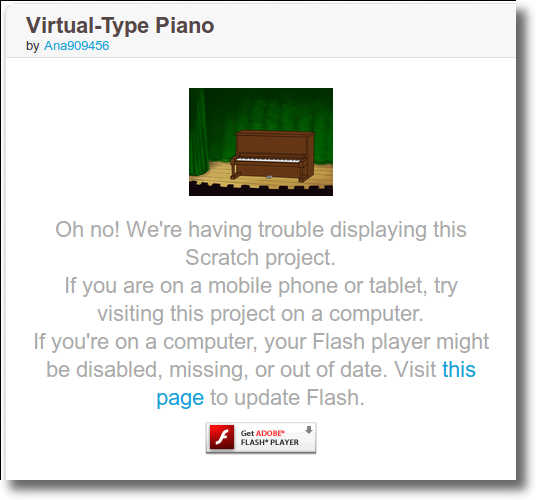 Virtual-Type Piano
by Ana909456
Oh no! We're having trouble displaying this
Scratch project.
If you are on a mobile phone or tablet, try
visiting this project on a computer.
If you're on a computer, your Flash player might
be disabled, missing, or out of date. Visit this
page to update Flash.
Get ADOBE®
FLASH® PLAYER